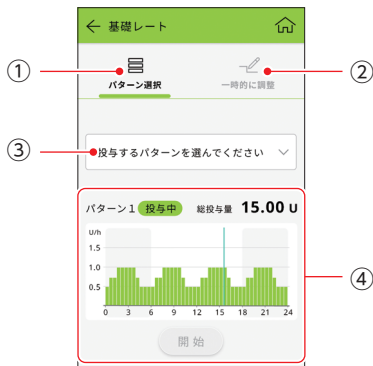 ← 基礎レート
① パターン選択 一時的に調整 ②
③ 投与するパターンを選んでください
パターン1 投与中 総投与量 15.00 U
U/h
1.5
1.0
0.5
④
0 3 6 9 12 15 18 21 24
開始